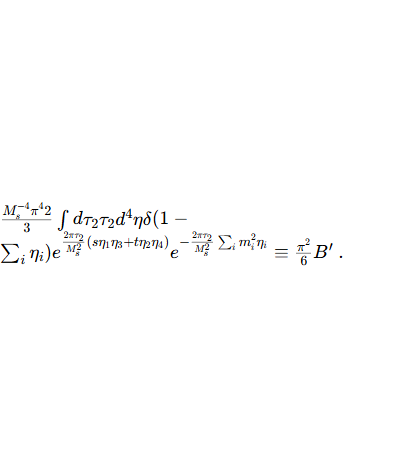 $\frac{M_s^{-4}\pi^4 2}{3} \int d\tau_2 \tau_2 d^4\eta \delta(1 -$
$\sum_i \eta_i) e^{\frac{2\pi\tau_2}{M_s^2}(s\eta_1\eta_3 + t\eta_2\eta_4)} e^{-\frac{2\pi\tau_2}{M_s^2} \sum_i m_i^2 \eta_i} \equiv \frac{\pi^2}{6} B' .$